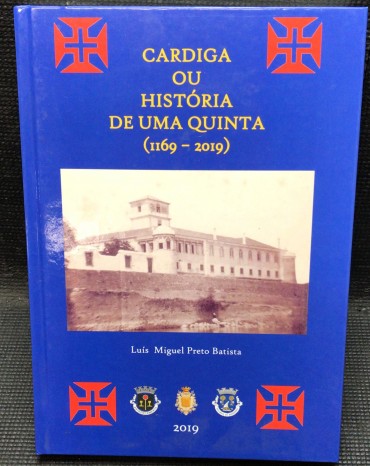 CARDIGA
OU
HISTÓRIA
DE UMA QUINTA
(1169 – 2019)
Luís Miguel Preto Batista
2019